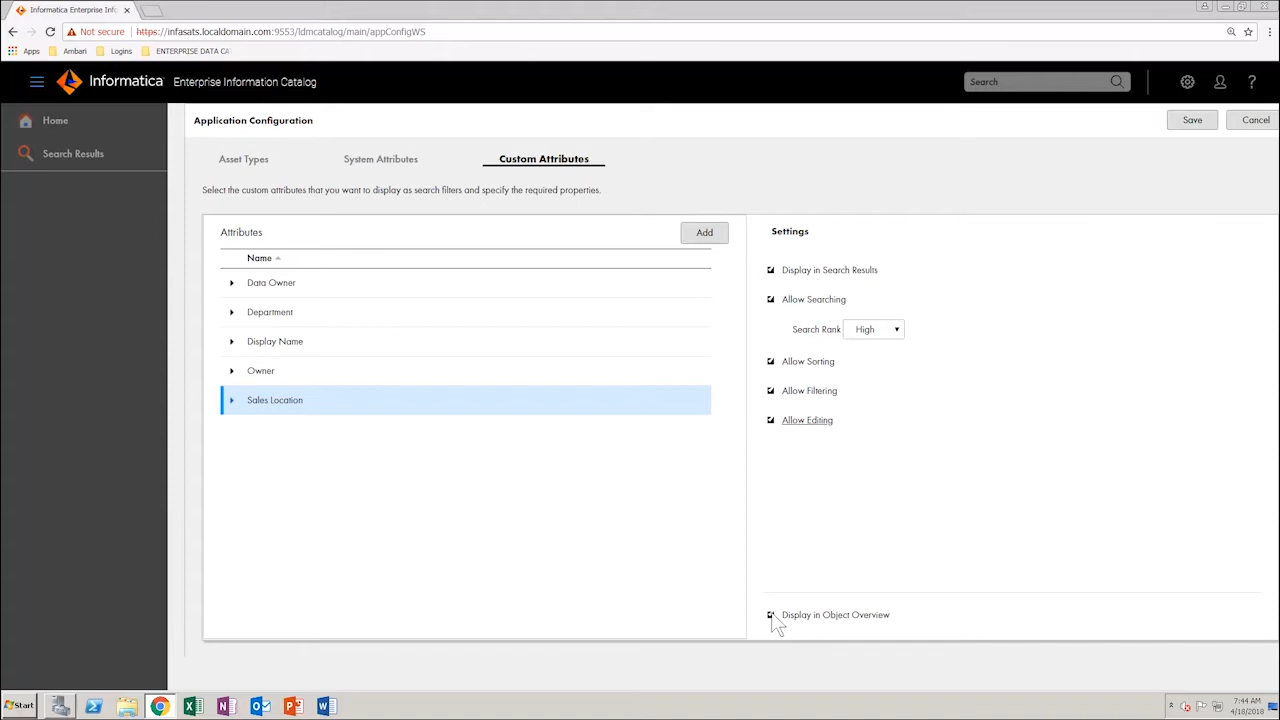 Informatica Enterprise Info
Not secure https://infasats.localdomain.com:9553/ldmcatalog/main/appConfigWS
Apps Ambari Logins ENTERPRISE DATA CA
Informatica Enterprise Information Catalog Search
Home
Search Results
Application Configuration Save Cancel
Asset Types System Attributes Custom Attributes
Select the custom attributes that you want to display as search filters and specify the required properties.
Attributes Add
Name
Data Owner
Department
Display Name
Owner
Sales Location
Settings
Display in Search Results
Allow Searching
Search Rank High
Allow Sorting
Allow Filtering
Allow Editing
Display in Object Overview
Start 7:44 AM
4/18/2018